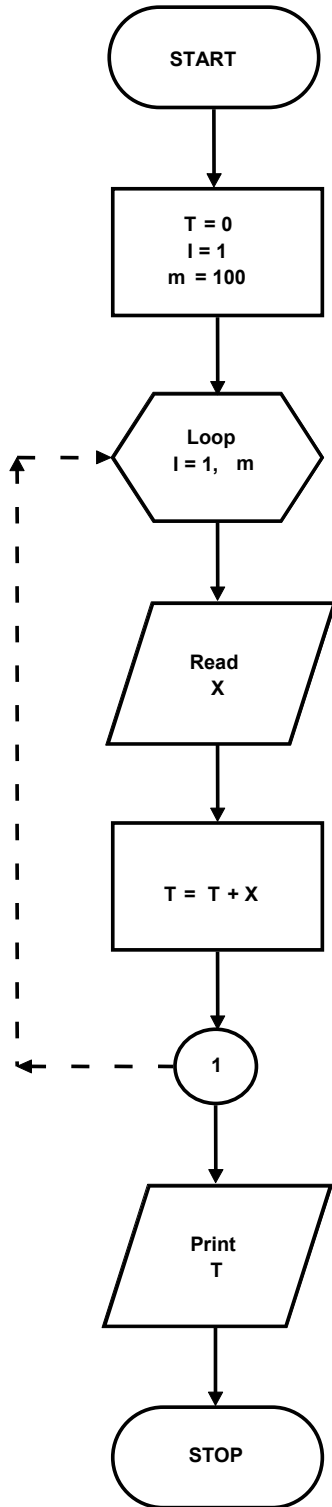 START
T = 0
I = 1
m = 100
Loop
I = 1, m
Read
X
T = T + X
1
Print
T
STOP